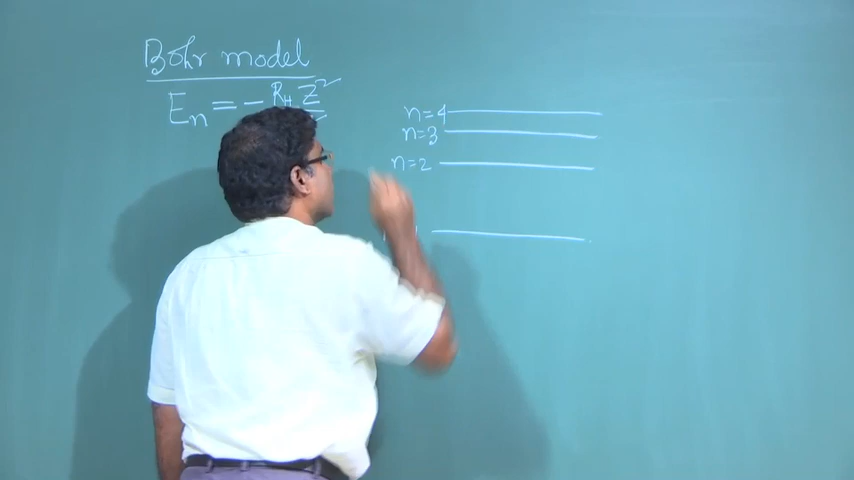 Bohr model
En = - RH Z²
n=4
n=3
n=2